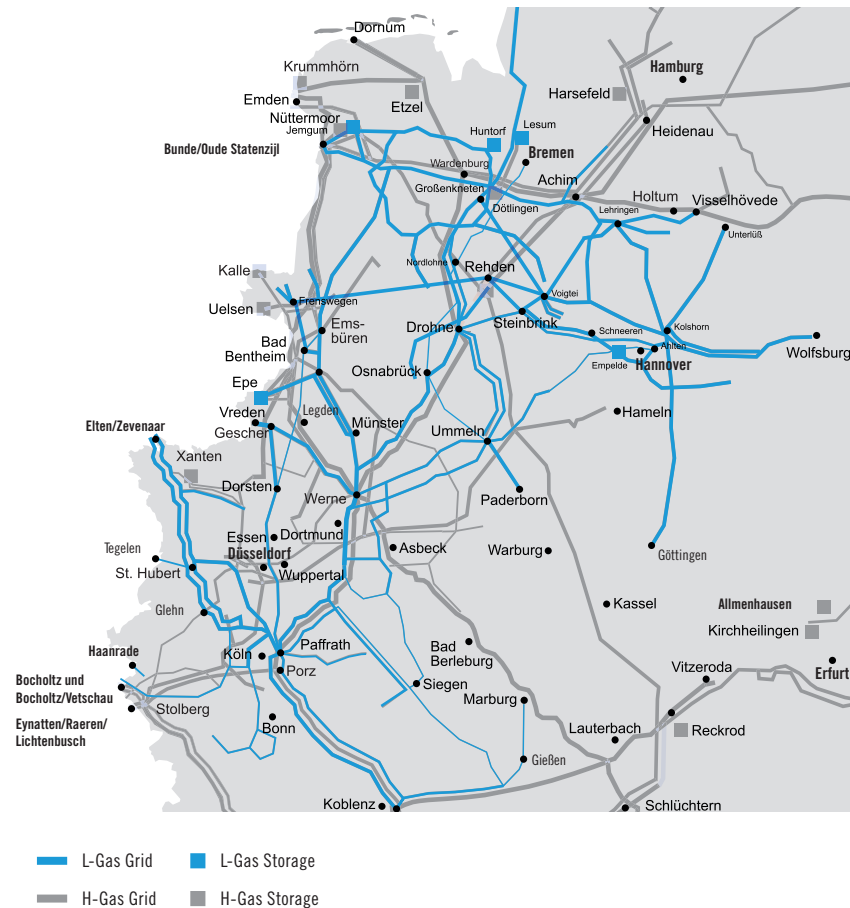 Dornum
Krummhörn
Hamburg
Emden
Etzel
Harsefeld
Nüttermoor
Jemgum
Huntorf
Lesum
Heidenau
Bunde/Oude Statenzijl
Bremen
Wardenburg
Achim
Großenkneten
Holtum
Visselhövede
Dötlingen
Lehringen
Unterlüß
Nordlohne
Rehden
Kalle
Voigtei
Frenswegen
Uelsen
Ems-
büren
Drohne
Steinbrink
Schneeren
Kolshorn
Bad
Bentheim
Ahlten
Wolfsburg
Empelde
Hannover
Osnabrück
Epe
Vreden
Legden
Hameln
Gescher
Münster
Ummeln
Elten/Zevenaar
Xanten
Dorsten
Werne
Paderborn
Essen
Dortmund
Asbeck
Warburg
Göttingen
Tegelen
Düsseldorf
St. Hubert
Wuppertal
Glehn
Kassel
Allmenhausen
Kirchheilingen
Haanrade
Köln
Paffrath
Bad
Berleburg
Vitzeroda
Erfurt
Porz
Bocholtz und
Bocholtz/Vetschau
Siegen
Marburg
Stolberg
Eynatten/Raeren/
Lichtenbusch
Bonn
Lauterbach
Reckrod
Gießen
Koblenz
Schlüchtern
L-Gas Grid
L-Gas Storage
H-Gas Grid
H-Gas Storage